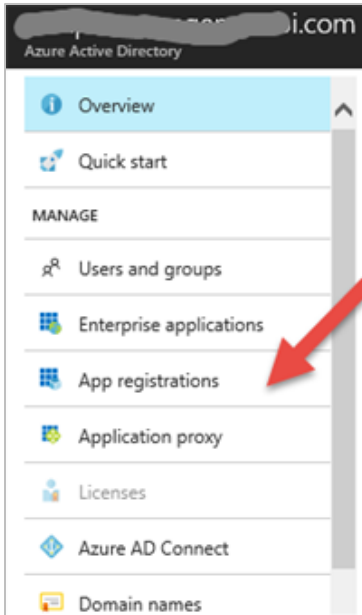 i.com
Azure Active Directory
Overview
Quick start
MANAGE
Users and groups
Enterprise applications
App registrations
Application proxy
Licenses
Azure AD Connect
Domain names